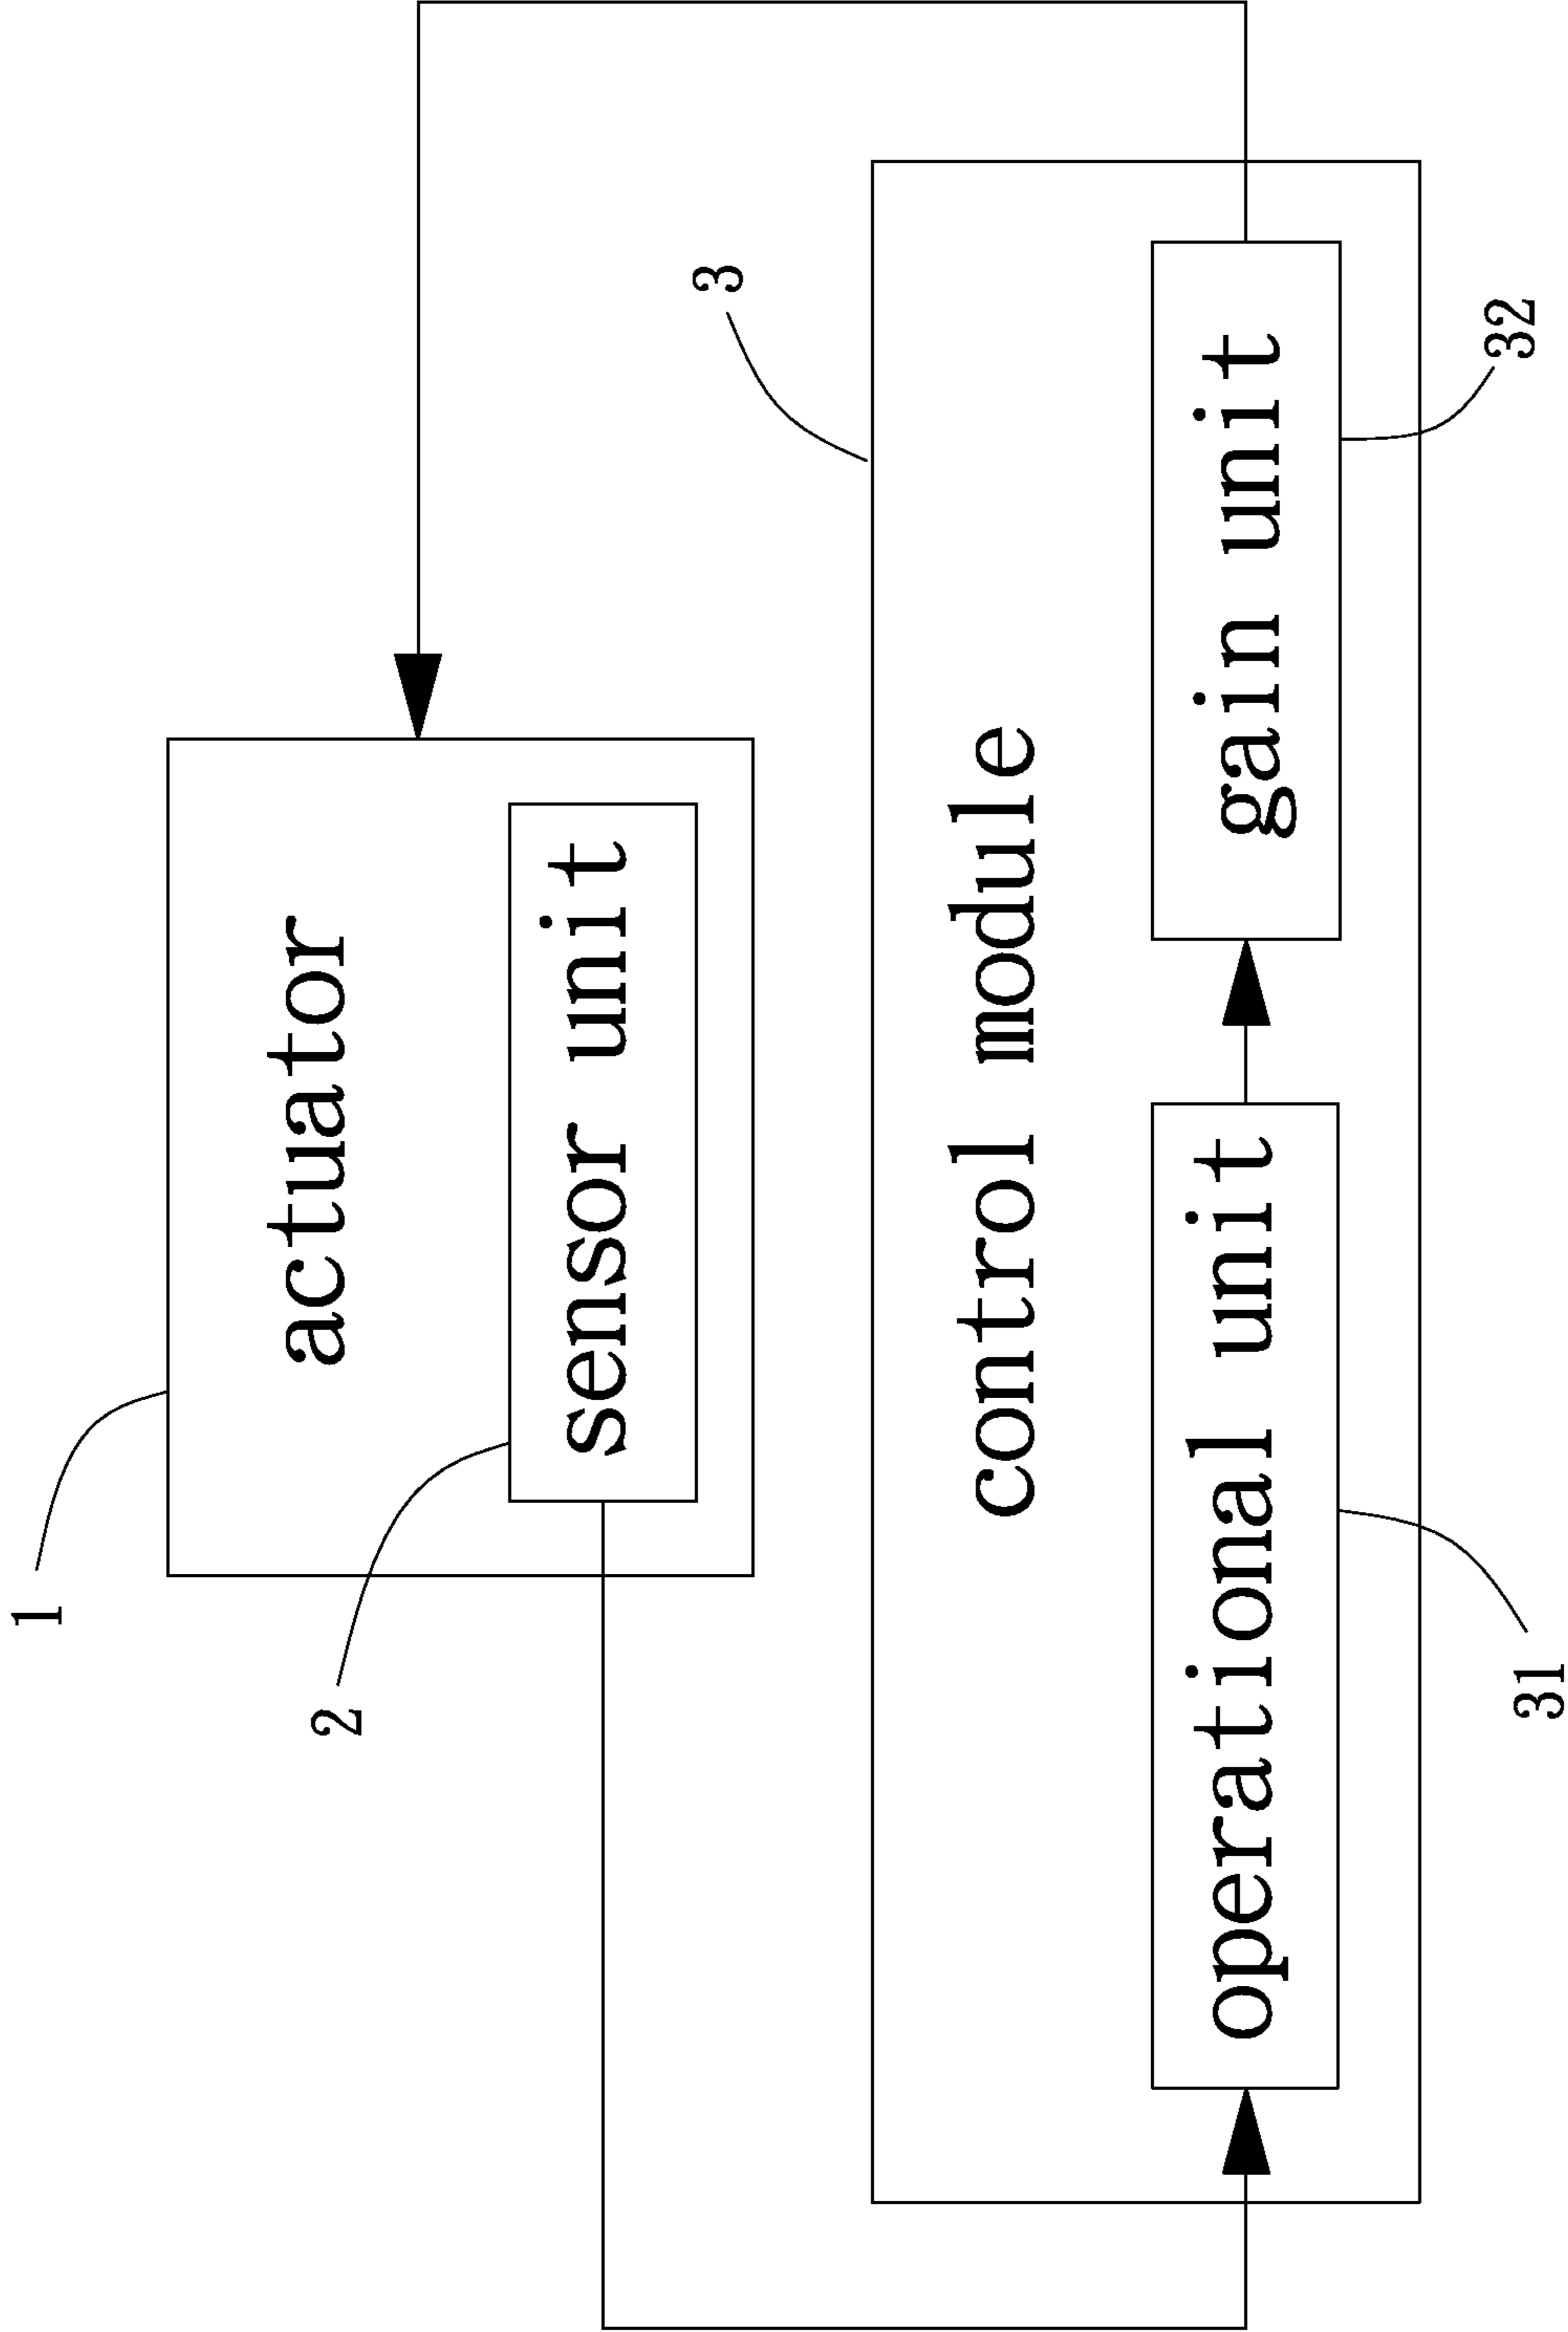 1
actuator
2
sensor unit
3
control module
operational unit
gain unit
31
32